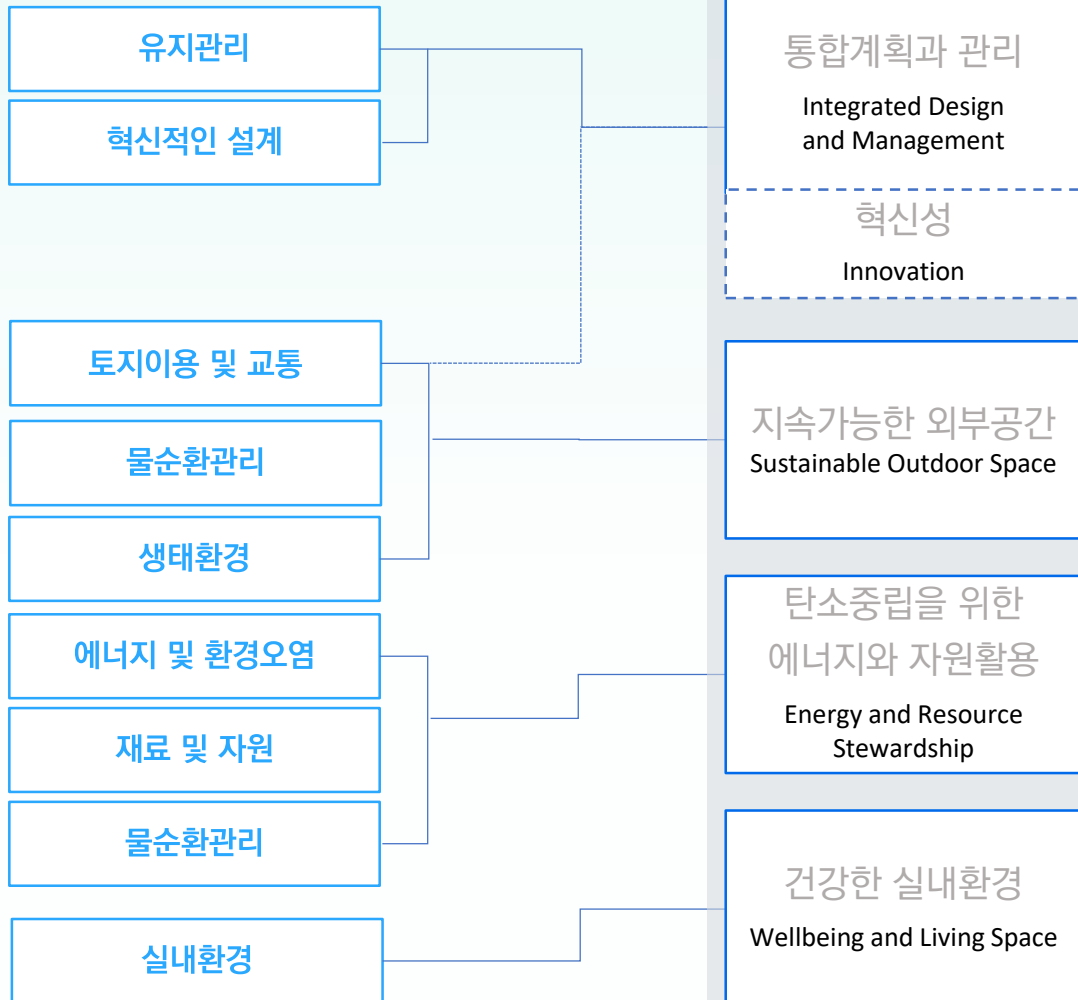 유지관리
혁신적인 설계
토지이용 및 교통
물순환관리
생태환경
에너지 및 환경오염
재료 및 자원
물순환관리
실내환경
통합계획과 관리
Integrated Design
and Management
혁신성
Innovation
지속가능한 외부공간
Sustainable Outdoor Space
탄소중립을 위한
에너지와 자원활용
Energy and Resource
Stewardship
건강한 실내환경
Wellbeing and Living Space